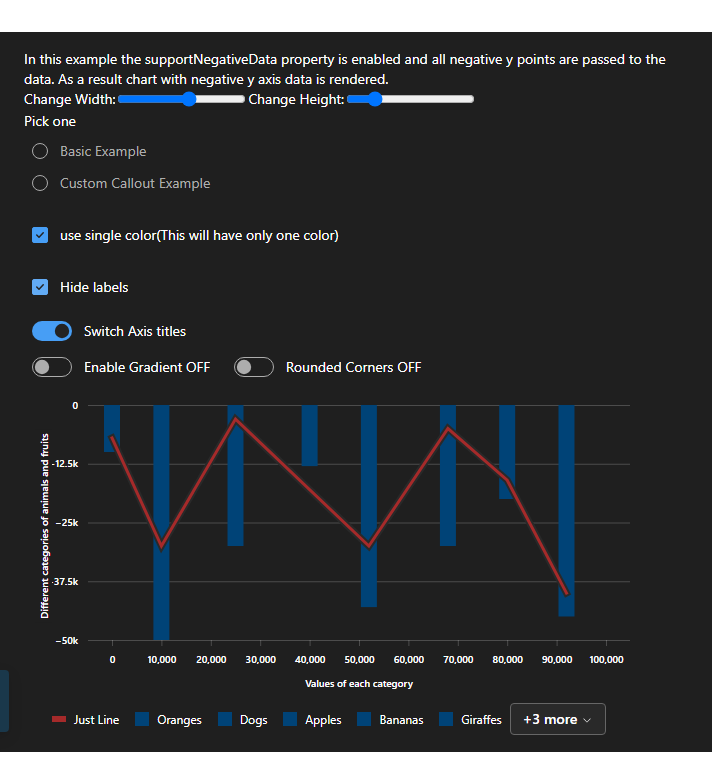 In this example the supportNegativeData property is enabled and all negative y points are passed to the
data. As a result chart with negative y axis data is rendered.
Change Width: Change Height:
Pick one
Basic Example
Custom Callout Example
use single color(This will have only one color)
Hide labels
Switch Axis titles
Enable Gradient OFF Rounded Corners OFF
Different categories of animals and fruits
0
-12.5k
−25k
-37.5k
−50k
0 10,000 20,000 30,000 40,000 50,000 60,000 70,000 80,000 90,000 100,000
Values of each category
Just Line Oranges Dogs Apples Bananas Giraffes +3 more